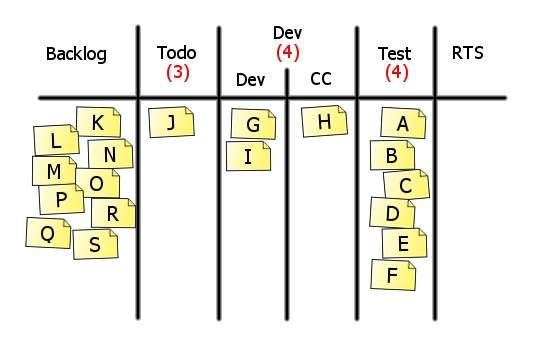 Backlog
Todo
(3)
Dev
(4)
Dev
CC
Test
(4)
RTS
K
L
N
M
O
P
R
Q
S
J
G
I
H
A
B
C
D
E
F